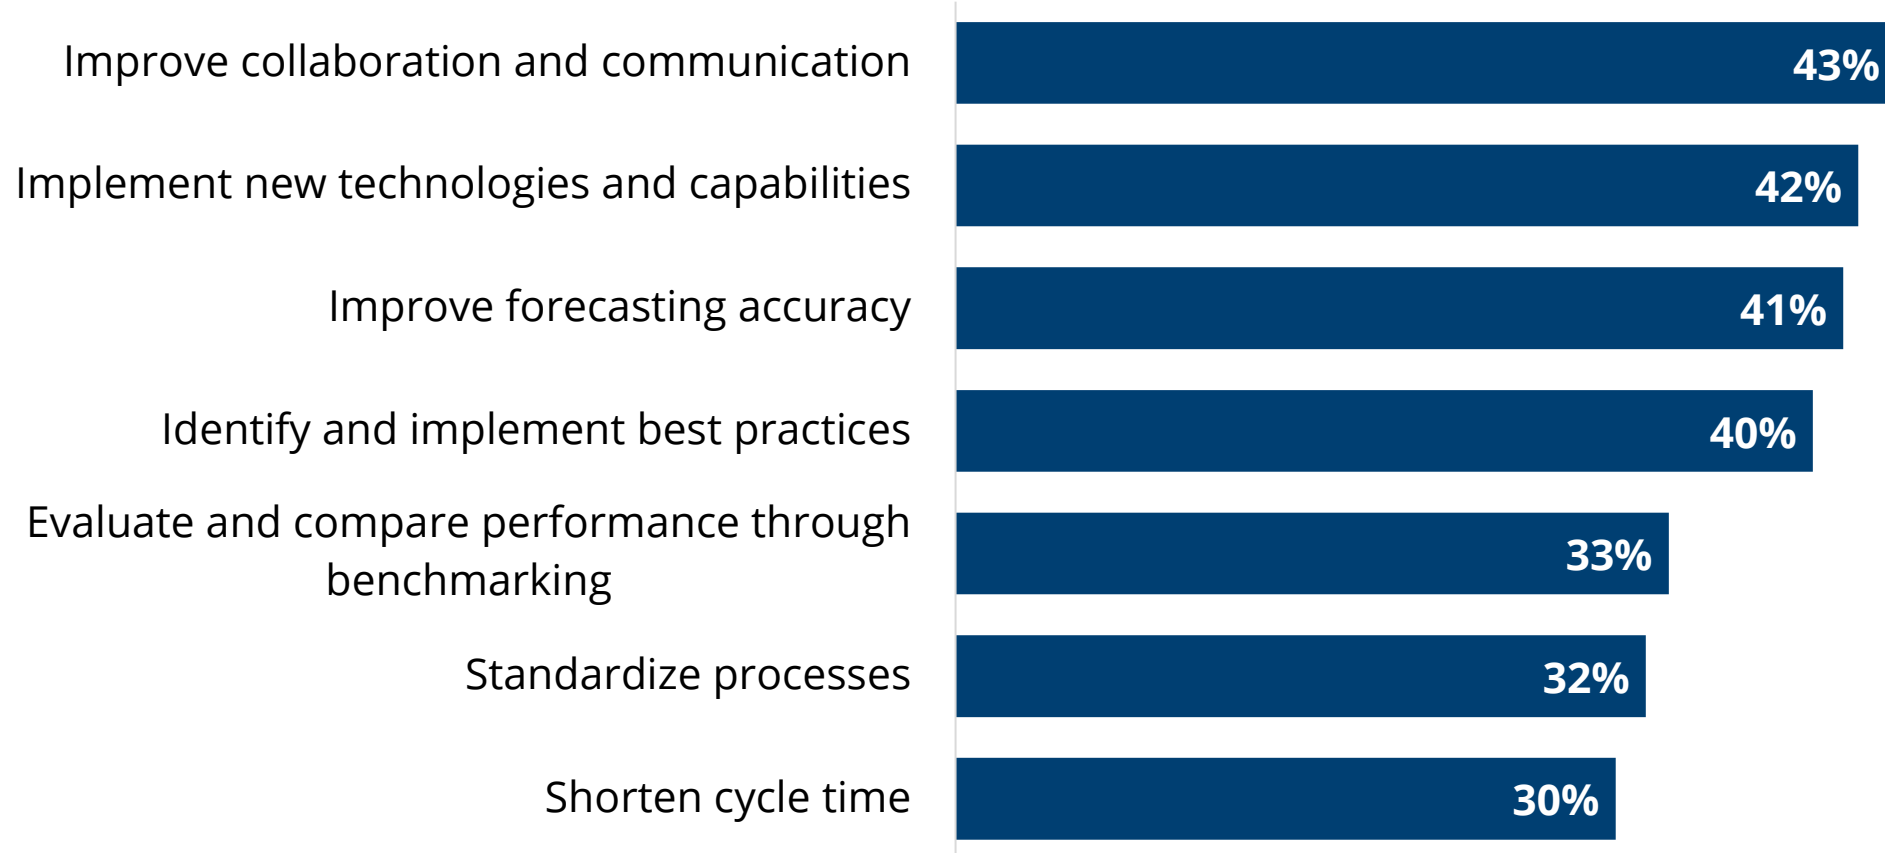 Improve collaboration and communication
43%
Implement new technologies and capabilities
42%
Improve forecasting accuracy
41%
Identify and implement best practices
40%
Evaluate and compare performance through
benchmarking
33%
Standardize processes
32%
Shorten cycle time
30%